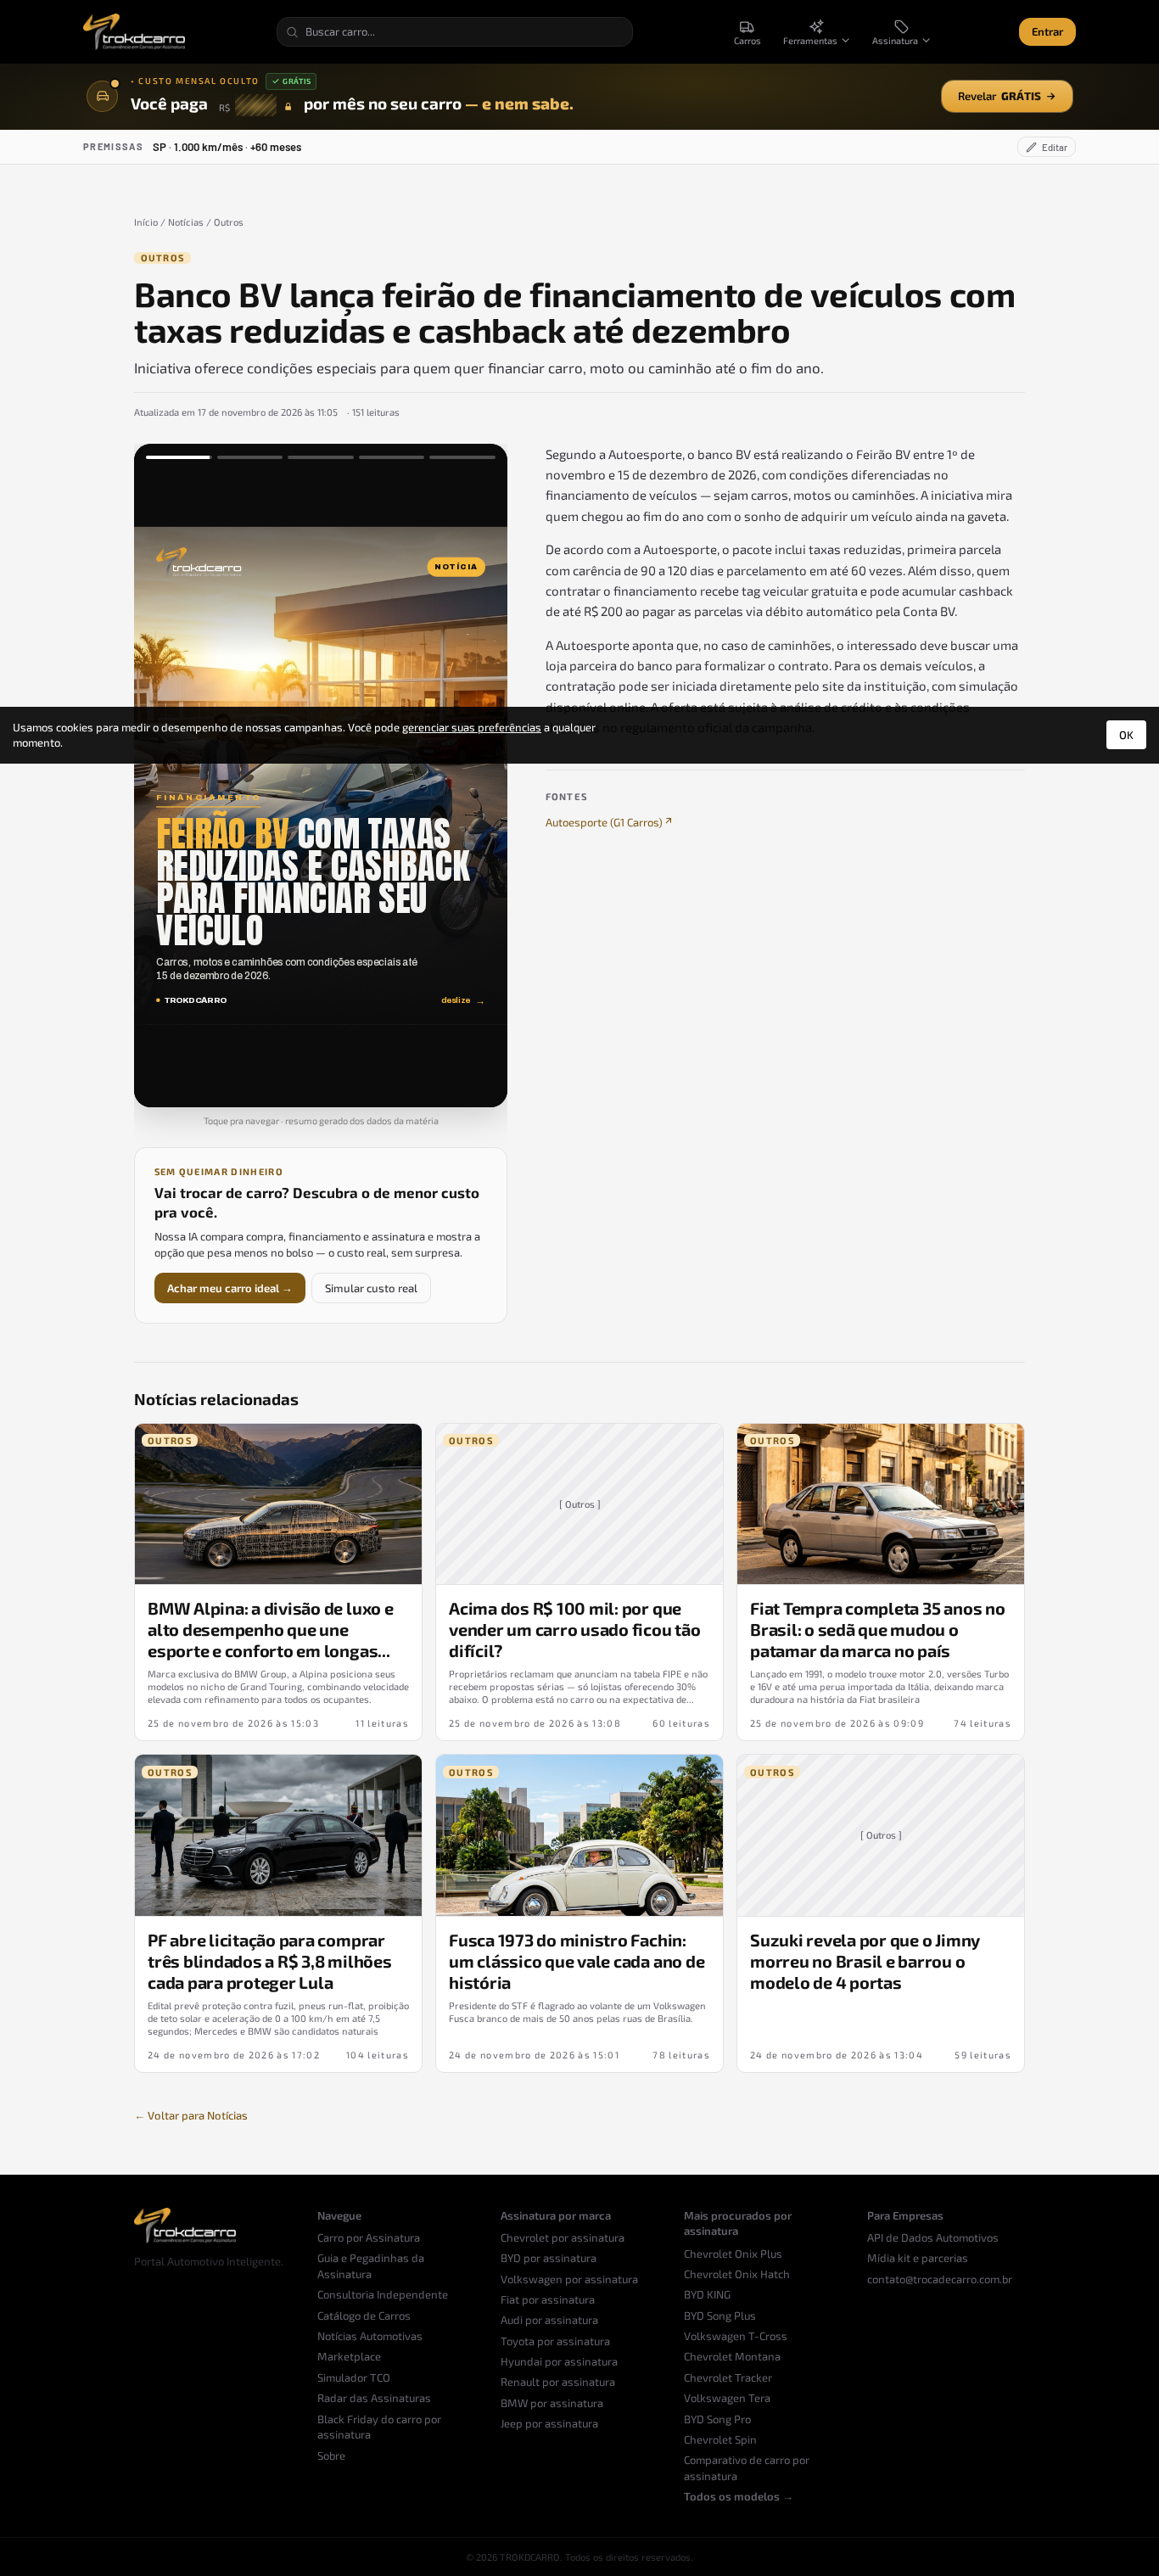 trokdcarro
Conveniência em Carros por Assinatura
Buscar carro...
Carros
Ferramentas
Assinatura
Entrar
• CUSTO MENSAL OCULTO
✓ GRÁTIS
Você paga R$ por mês no seu carro — e nem sabe.
Revelar GRÁTIS →
PREMISSAS SP · 1.000 km/mês · +60 meses
Editar
Início / Notícias / Outros
OUTROS
Banco BV lança feirão de financiamento de veículos com
taxas reduzidas e cashback até dezembro
Iniciativa oferece condições especiais para quem quer financiar carro, moto ou caminhão até o fim do ano.
Atualizada em 17 de novembro de 2026 às 11:05 · 151 leituras
trokdcarro
NOTÍCIA
FINANCIAMENTO
FEIRÃO BV COM TAXAS
REDUZIDAS E CASHBACK
PARA FINANCIAR SEU
VEÍCULO
Carros, motos e caminhões com condições especiais até
15 de dezembro de 2026.
TROKDCARRO
deslize →
Toque pra navegar · resumo gerado dos dados da matéria
Segundo a Autoesporte, o banco BV está realizando o Feirão BV entre 1º de
novembro e 15 de dezembro de 2026, com condições diferenciadas no
financiamento de veículos — sejam carros, motos ou caminhões. A iniciativa mira
quem chegou ao fim do ano com o sonho de adquirir um veículo ainda na gaveta.
De acordo com a Autoesporte, o pacote inclui taxas reduzidas, primeira parcela
com carência de 90 a 120 dias e parcelamento em até 60 vezes. Além disso, quem
contratar o financiamento recebe tag veicular gratuita e pode acumular cashback
de até R$ 200 ao pagar as parcelas via débito automático pela Conta BV.
A Autoesporte aponta que, no caso de caminhões, o interessado deve buscar uma
loja parceira do banco para formalizar o contrato. Para os demais veículos, a
contratação pode ser iniciada diretamente pelo site da instituição, com simulação
disponível online. A oferta está sujeita à análise de crédito e às condições
no regulamento oficial da campanha.
Usamos cookies para medir o desempenho de nossas campanhas. Você pode gerenciar suas preferências a qualquer
momento.
OK
FONTES
Autoesporte (G1 Carros) ↗
SEM QUEIMAR DINHEIRO
Vai trocar de carro? Descubra o de menor custo
pra você.
Nossa IA compara compra, financiamento e assinatura e mostra a
opção que pesa menos no bolso — o custo real, sem surpresa.
Achar meu carro ideal →
Simular custo real
Notícias relacionadas
OUTROS
BMW Alpina: a divisão de luxo e
alto desempenho que une
esporte e conforto em longas...
Marca exclusiva do BMW Group, a Alpina posiciona seus
modelos no nicho de Grand Touring, combinando velocidade
elevada com refinamento para todos os ocupantes.
25 de novembro de 2026 às 15:03 11 leituras
OUTROS
[ Outros ]
Acima dos R$ 100 mil: por que
vender um carro usado ficou tão
difícil?
Proprietários reclamam que anunciam na tabela FIPE e não
recebem propostas sérias — só lojistas oferecendo 30%
abaixo. O problema está no carro ou na expectativa de...
25 de novembro de 2026 às 13:08 60 leituras
OUTROS
Fiat Tempra completa 35 anos no
Brasil: o sedã que mudou o
patamar da marca no país
Lançado em 1991, o modelo trouxe motor 2.0, versões Turbo
e 16V e até uma perua importada da Itália, deixando marca
duradoura na história da Fiat brasileira
25 de novembro de 2026 às 09:09 74 leituras
OUTROS
PF abre licitação para comprar
três blindados a R$ 3,8 milhões
cada para proteger Lula
Edital prevê proteção contra fuzil, pneus run-flat, proibição
de teto solar e aceleração de 0 a 100 km/h em até 7,5
segundos; Mercedes e BMW são candidatos naturais
24 de novembro de 2026 às 17:02 104 leituras
OUTROS
Fusca 1973 do ministro Fachin:
um clássico que vale cada ano de
história
Presidente do STF é flagrado ao volante de um Volkswagen
Fusca branco de mais de 50 anos pelas ruas de Brasília.
24 de novembro de 2026 às 15:01 78 leituras
OUTROS
[ Outros ]
Suzuki revela por que o Jimny
morreu no Brasil e barrou o
modelo de 4 portas
24 de novembro de 2026 às 13:04 59 leituras
← Voltar para Notícias
trokdcarro
Conveniência em Carros por Assinatura
Portal Automotivo Inteligente.
Navegue
Carro por Assinatura
Guia e Pegadinhas da
Assinatura
Consultoria Independente
Catálogo de Carros
Notícias Automotivas
Marketplace
Simulador TCO
Radar das Assinaturas
Black Friday do carro por
assinatura
Sobre
Assinatura por marca
Chevrolet por assinatura
BYD por assinatura
Volkswagen por assinatura
Fiat por assinatura
Audi por assinatura
Toyota por assinatura
Hyundai por assinatura
Renault por assinatura
BMW por assinatura
Jeep por assinatura
Mais procurados por
assinatura
Chevrolet Onix Plus
Chevrolet Onix Hatch
BYD KING
BYD Song Plus
Volkswagen T-Cross
Chevrolet Montana
Chevrolet Tracker
Volkswagen Tera
BYD Song Pro
Chevrolet Spin
Comparativo de carro por
assinatura
Todos os modelos →
Para Empresas
API de Dados Automotivos
Mídia kit e parcerias
contato@trocadecarro.com.br
© 2026 TROKDCARRO. Todos os direitos reservados.